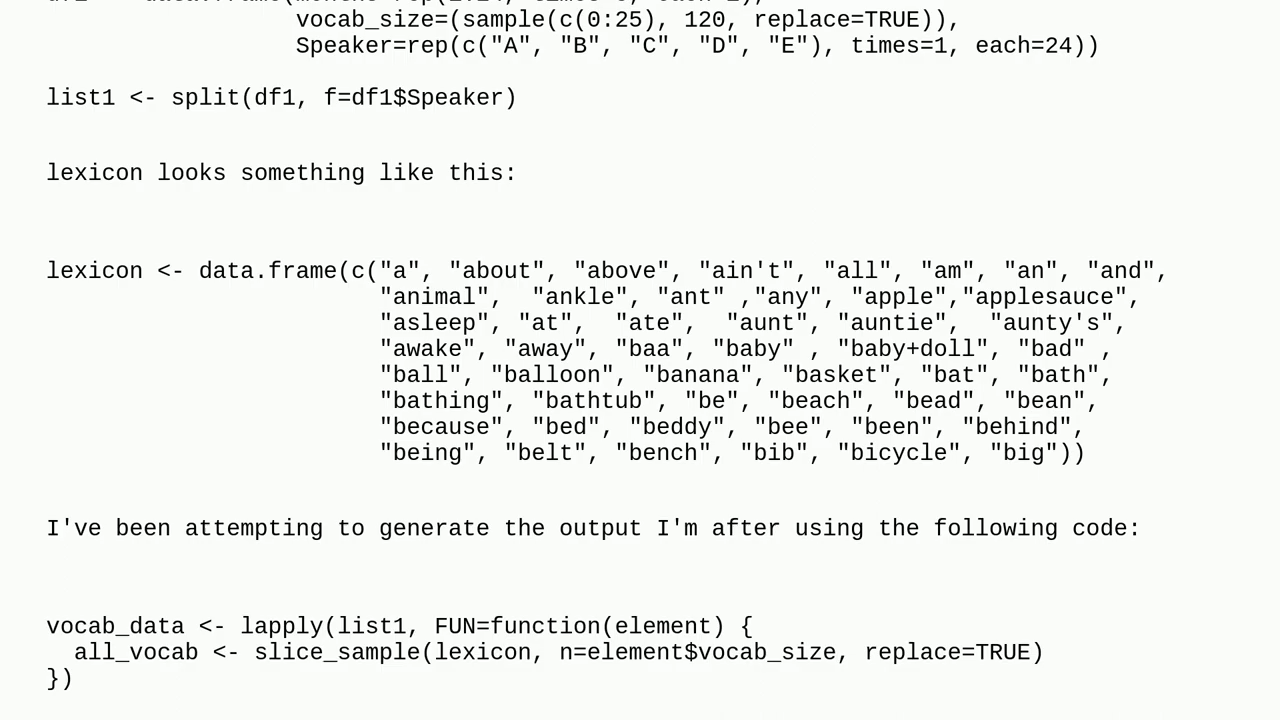 vocab_size=(sample(c(0:25), 120, replace=TRUE)),
Speaker=rep(c("A", "B", "C", "D", "E"), times=1, each=24))
list1 <- split(df1, f=df1$Speaker)
lexicon looks something like this:
lexicon <- data.frame(c("a", "about", "above", "ain't", "all", "am", "an", "and",
"animal",  "ankle", "ant" ,"any", "apple","applesauce",
"asleep", "at",  "ate",  "aunt", "auntie",  "aunty's",
"awake", "away", "baa", "baby" , "baby+doll", "bad" ,
"ball", "balloon", "banana", "basket", "bat", "bath",
"bathing", "bathtub", "be", "beach", "bead", "bean",
"because", "bed", "beddy", "bee", "been", "behind",
"being", "belt", "bench", "bib", "bicycle", "big"))
I've been attempting to generate the output I'm after using the following code:
vocab_data <- lapply(list1, FUN=function(element) {
  all_vocab <- slice_sample(lexicon, n=element$vocab_size, replace=TRUE)
})